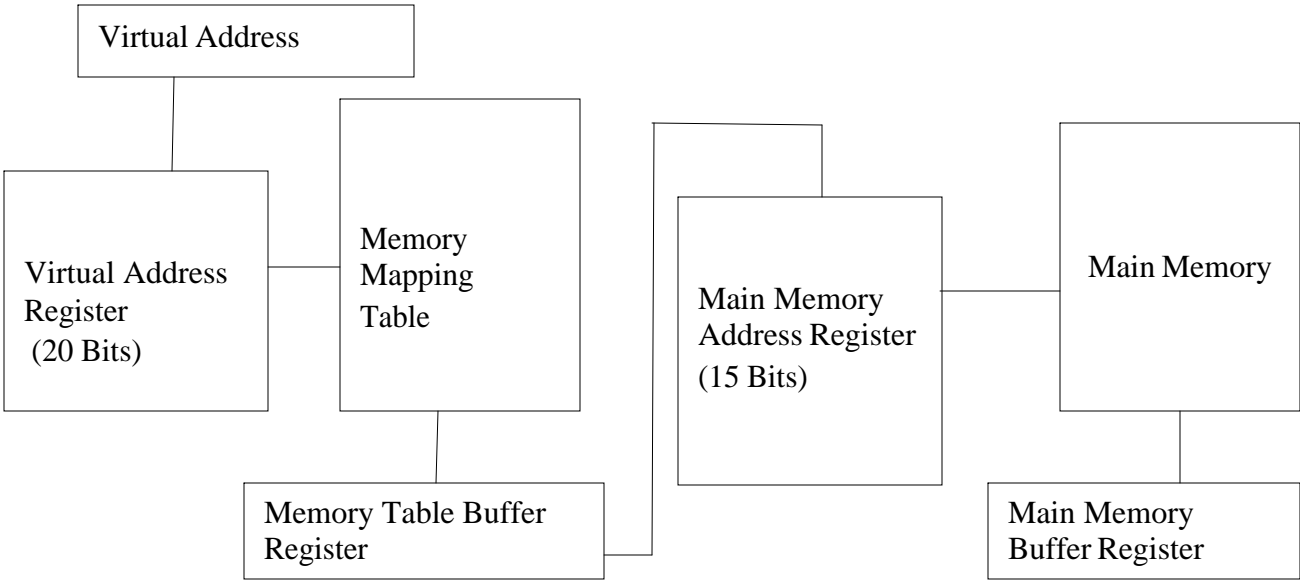 Virtual Address
Virtual Address
Register
(20 Bits)
Memory
Mapping
Table
Memory Table Buffer
Register
Main Memory
Address Register
(15 Bits)
Main Memory
Main Memory
Buffer Register